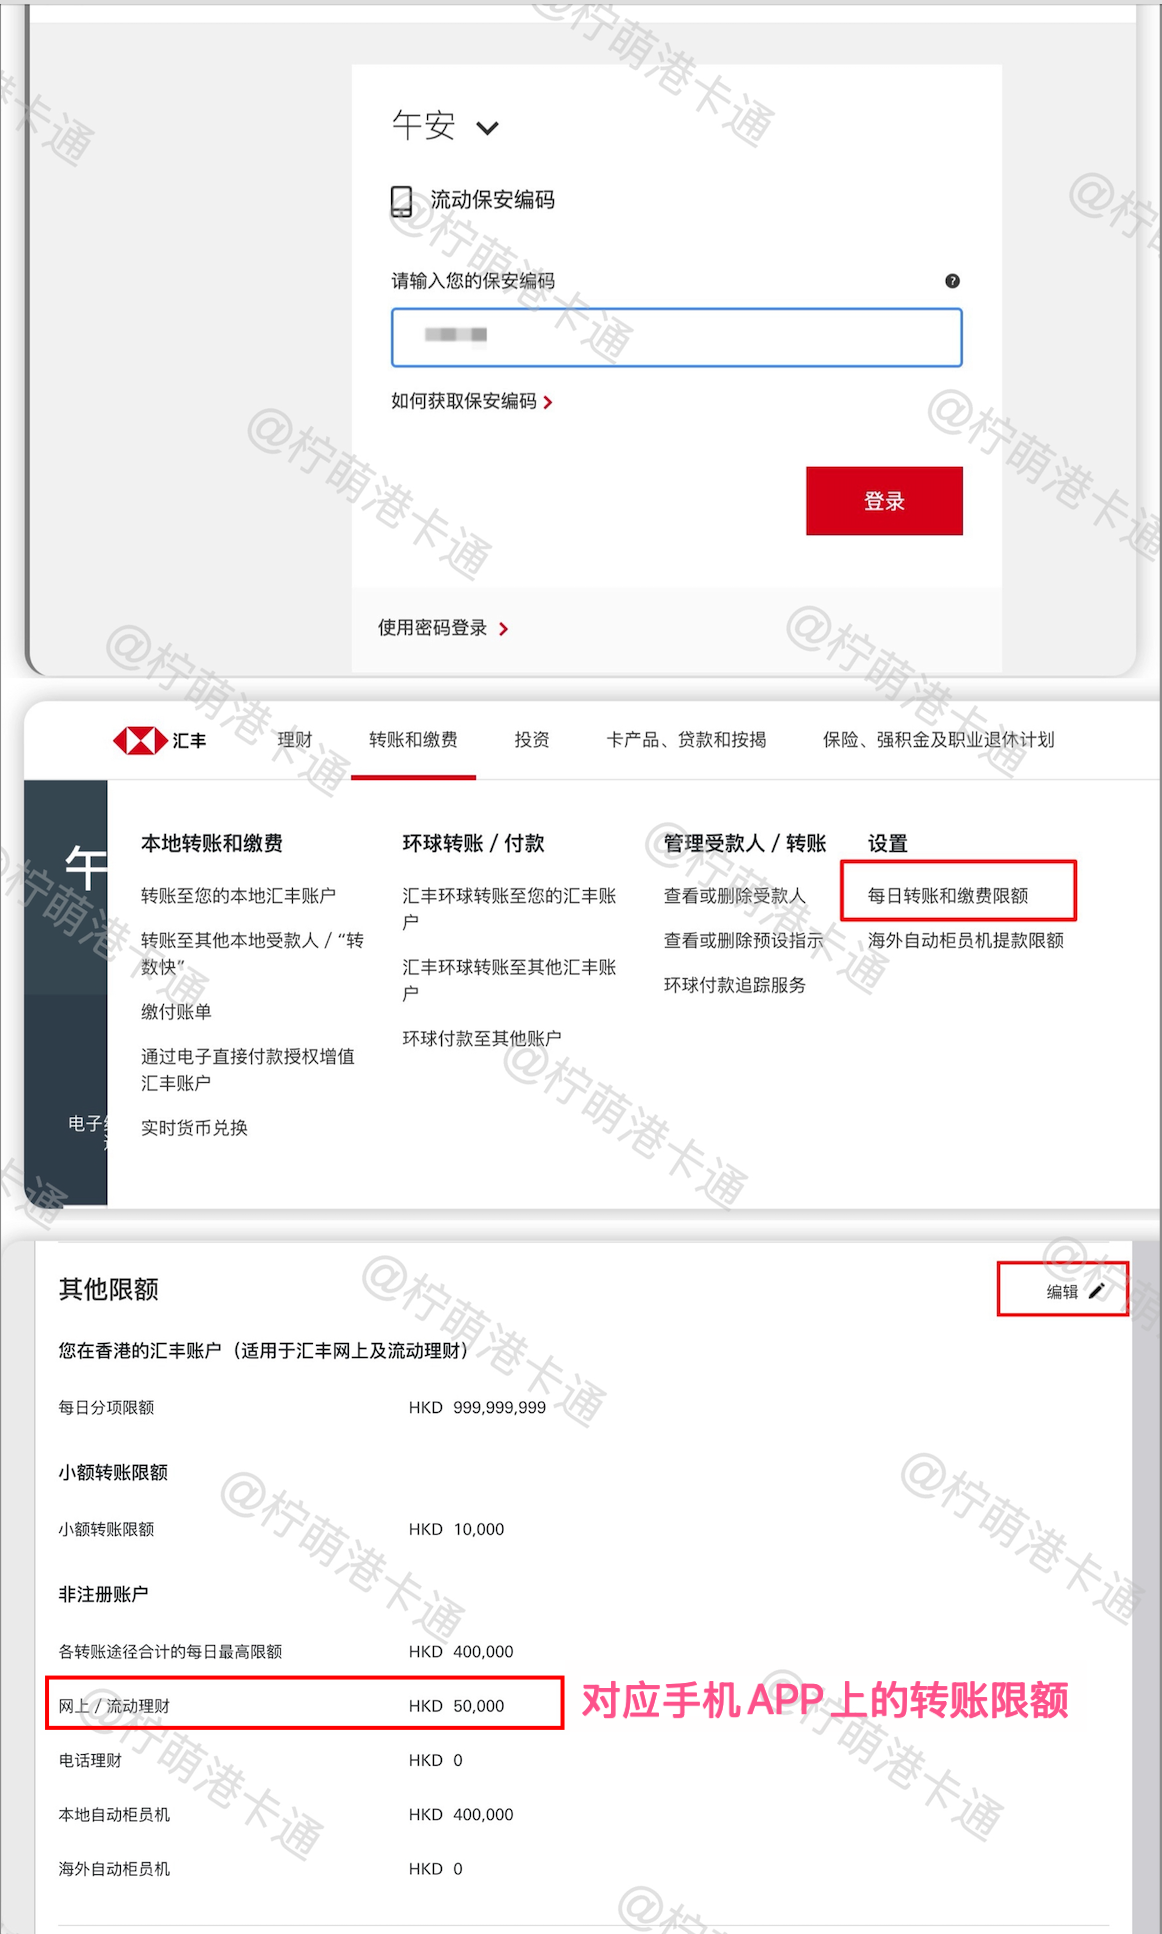 午安
流动保安编码
请输入您的保安编码
如何获取保安编码
登录
使用密码登录
汇丰 理财 转账和缴费 投资 卡产品、贷款和按揭 保险、强积金及职业退休计划
午
电子
本地转账和缴费
转账至您的本地汇丰账户
转账至其他本地受款人 / “转
数快”
缴付账单
通过电子直接付款授权增值
汇丰账户
实时货币兑换
环球转账 / 付款
汇丰环球转账至您的汇丰账
户
汇丰环球转账至其他汇丰账
户
环球付款至其他账户
管理受款人 / 转账
查看或删除受款人
查看或删除预设指示
环球付款追踪服务
设置
每日转账和缴费限额
海外自动柜员机提款限额
其他限额 编辑
您在香港的汇丰账户（适用于汇丰网上及流动理财）
每日分项限额 HKD 999,999,999
小额转账限额
小额转账限额 HKD 10,000
非注册账户
各转账途径合计的每日最高限额 HKD 400,000
网上 / 流动理财 HKD 50,000 对应手机APP上的转账限额
电话理财 HKD 0
本地自动柜员机 HKD 400,000
海外自动柜员机 HKD 0
@柠萌港卡通